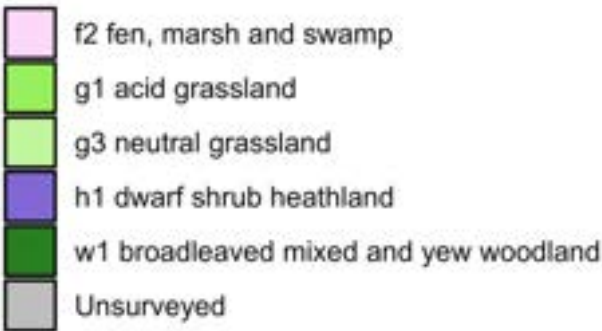 f2 fen, marsh and swamp
g1 acid grassland
g3 neutral grassland
h1 dwarf shrub heathland
w1 broadleaved mixed and yew woodland
Unsurveyed